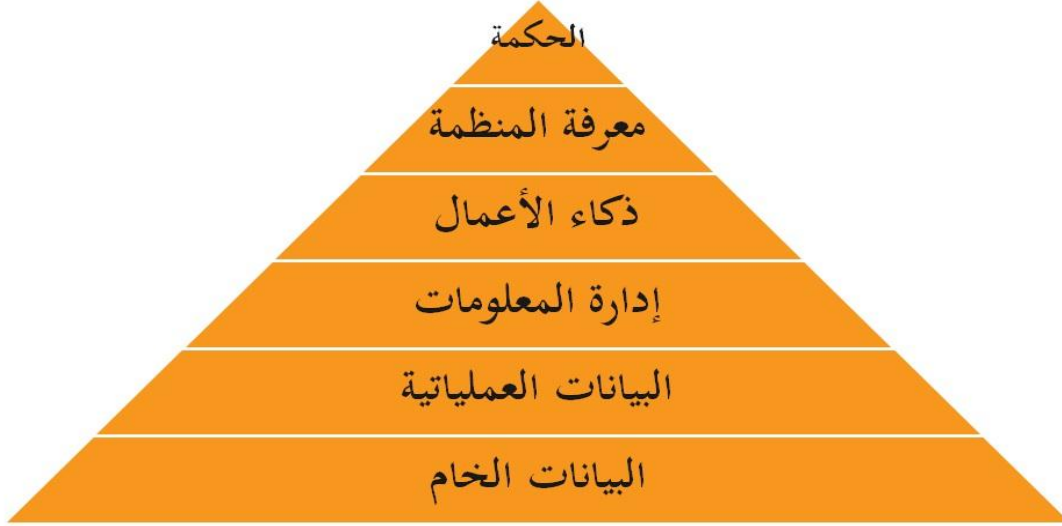 الحكمة
معرفة المنظمة
ذكاء الأعمال
إدارة المعلومات
البيانات العملياتية
البيانات الخام